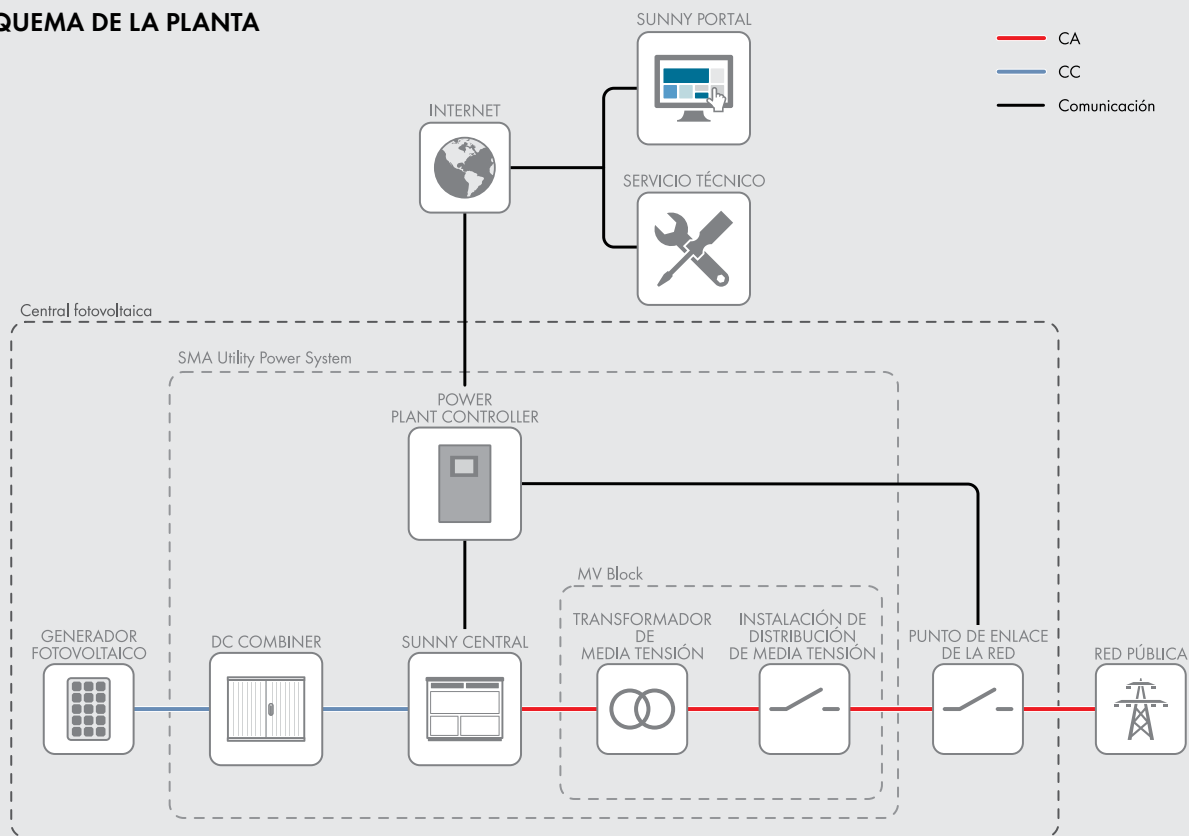 QUEMA DE LA PLANTA
SUNNY PORTAL
CA
CC
Comunicación
INTERNET
SERVICIO TÉCNICO
Central fotovoltaica
SMA Utility Power System
POWER
PLANT CONTROLLER
MV Block
GENERADOR
FOTOVOLTAICO
DC COMBINER
SUNNY CENTRAL
TRANSFORMADOR
DE
MEDIA TENSIÓN
INSTALACIÓN DE
DISTRIBUCIÓN
DE MEDIA TENSIÓN
PUNTO DE ENLACE
DE LA RED
RED PÚBLICA